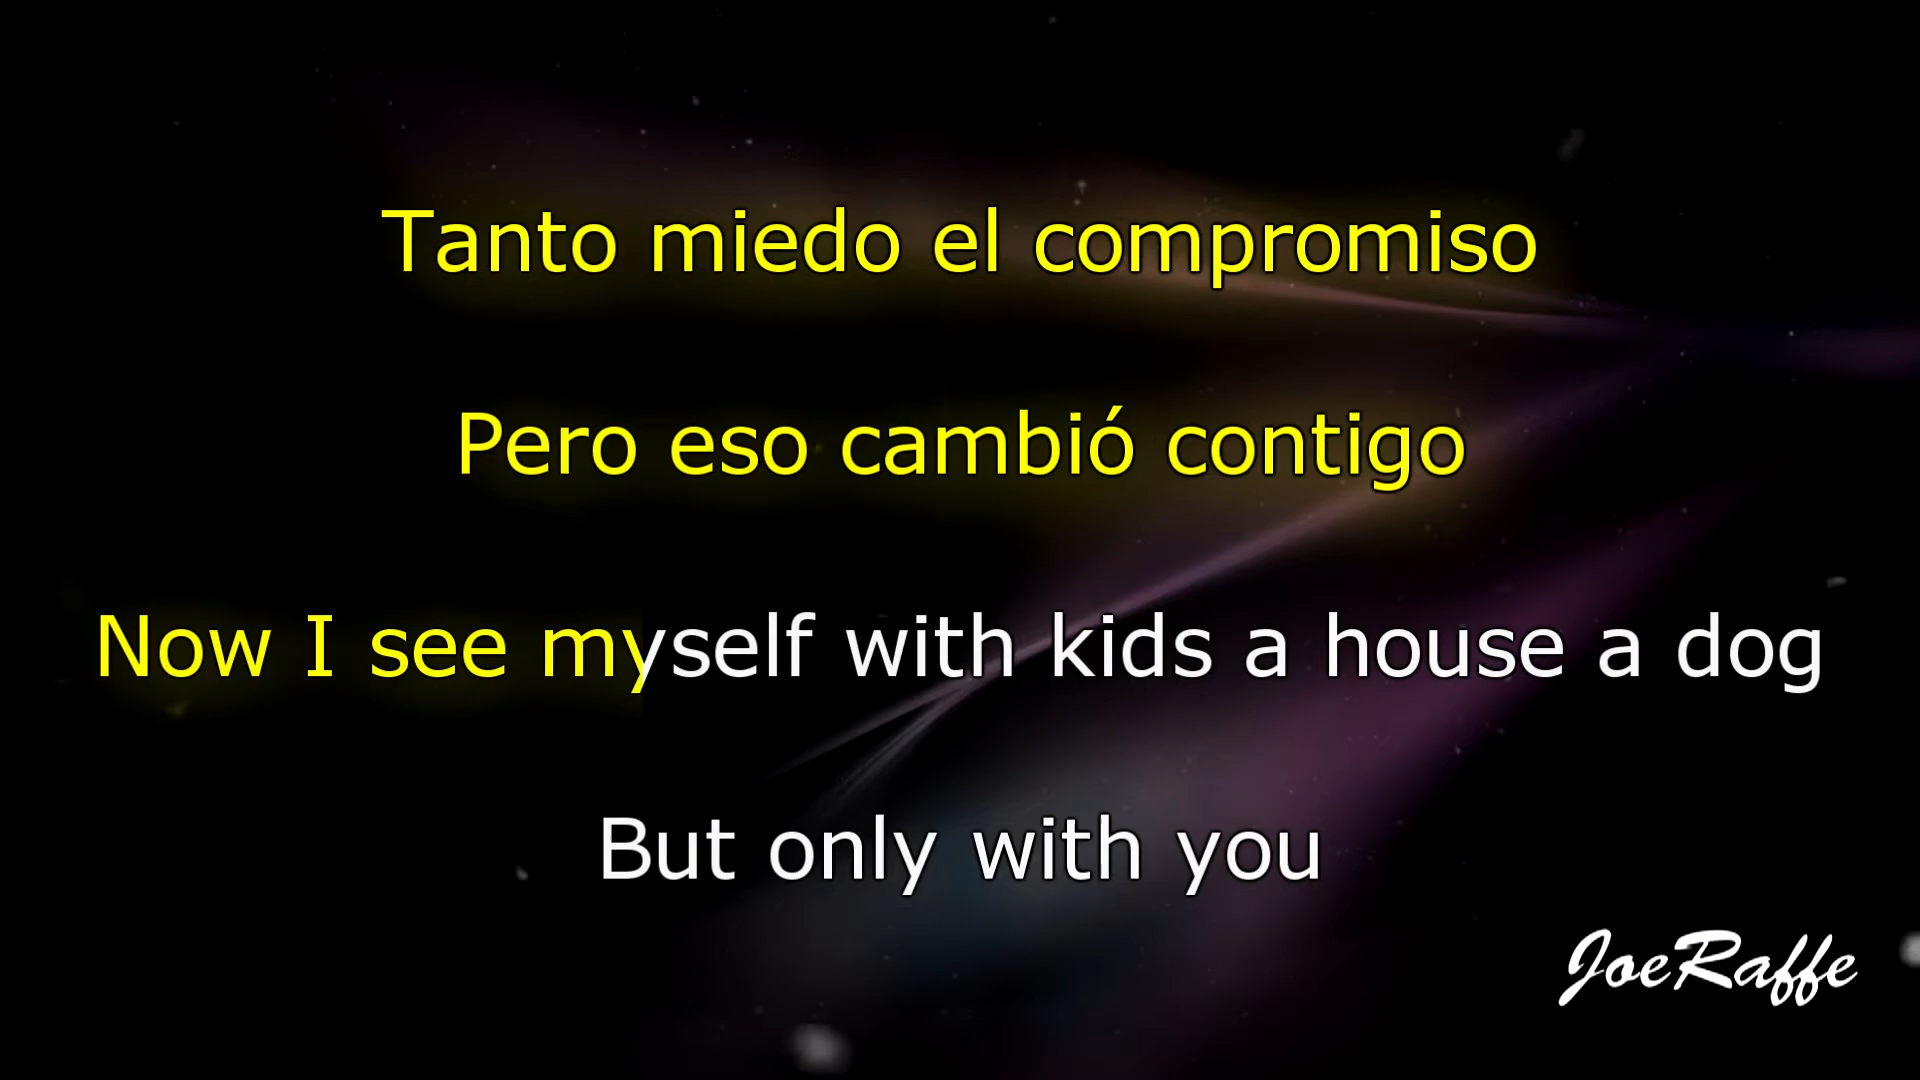 Tanto miedo el compromiso
Pero eso cambió contigo
Now I see myself with kids a house a dog
But only with you
JoeRaffe